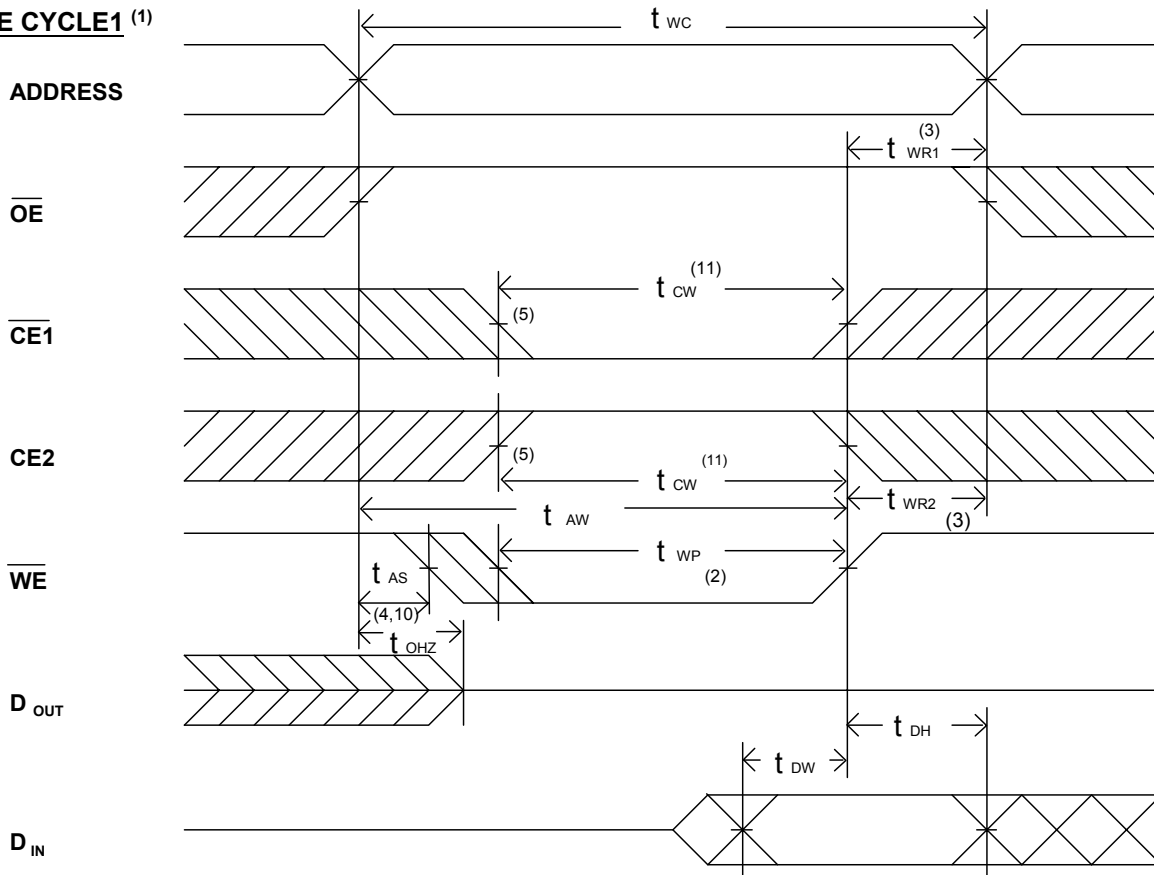 E CYCLE1 (1)
t WC
ADDRESS
(3)
t WR1
OE
(11)
t CW
(5)
CE1
CE2
(5)
(11)
t CW
t WR2
(3)
t AW
t WP
(2)
WE
t AS
(4,10)
t OHZ
D OUT
t DH
t DW
D IN